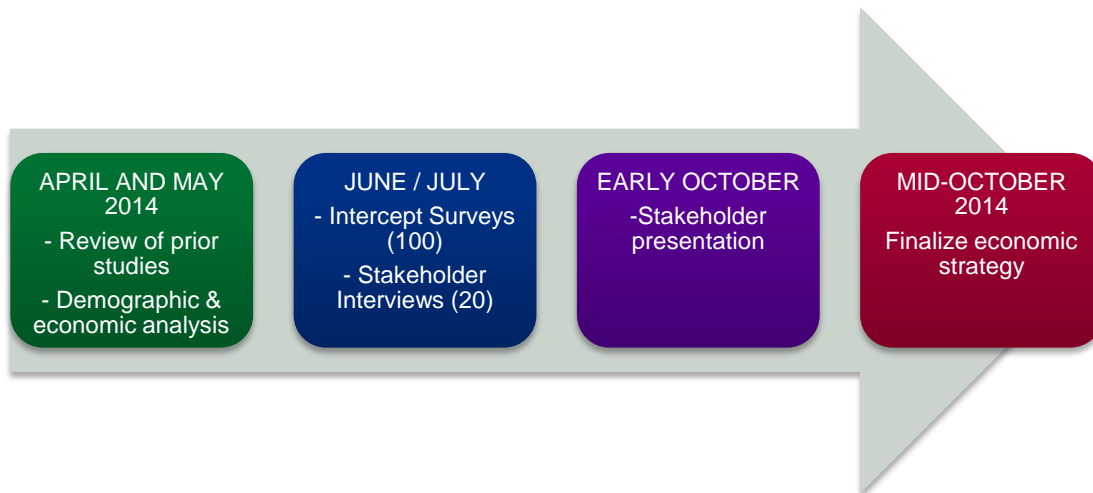 APRIL AND MAY
2014
- Review of prior
studies
- Demographic &
economic analysis
JUNE / JULY
- Intercept Surveys
(100)
- Stakeholder
Interviews (20)
EARLY OCTOBER
-Stakeholder
presentation
MID-OCTOBER
2014
Finalize economic
strategy